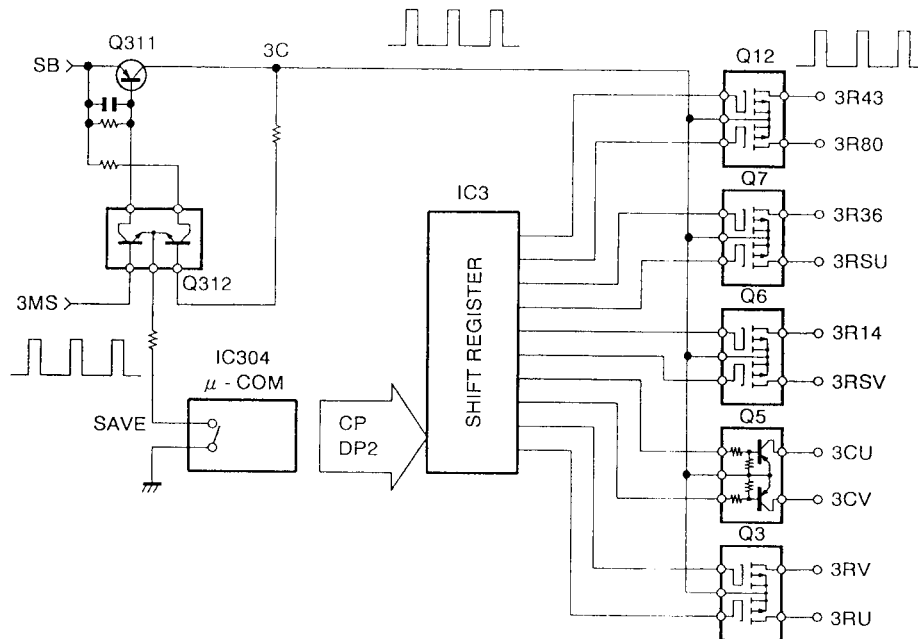 Q311
SB
3C
Q12
3R43
3R80
Q7
3R36
3RSU
IC3
Q312
3MS
Q6
3R14
3RSV
SHIFT REGISTER
IC304
μ - COM
SAVE
CP
DP2
Q5
3CU
3CV
Q3
3RV
3RU